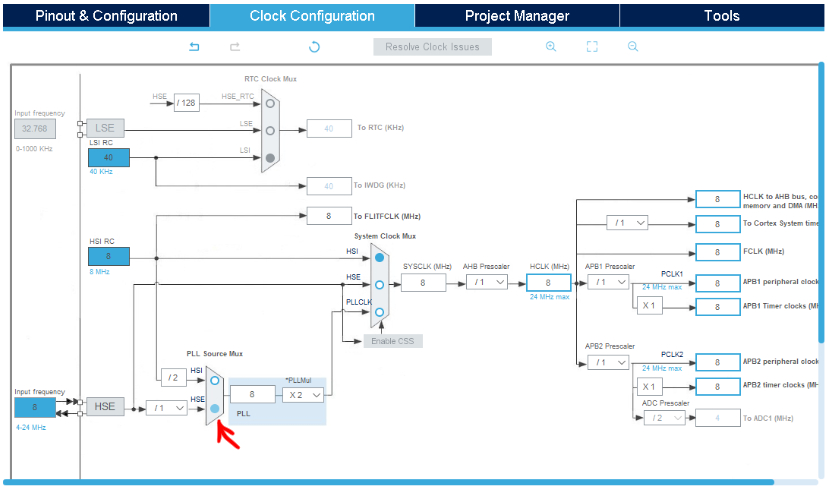 Pinout & Configuration
Clock Configuration
Project Manager
Tools
Resolve Clock Issues
RTC Clock Mux
HSE
/ 128
HSE_RTC
Input frequency
32.768
LSE
LSE
40
To RTC (KHz)
0-1000 KHz
LSI RC
40
LSI
40 KHz
40
To IWDG (KHz)
8
To FLITFCLK (MHz)
System Clock Mux
HSI RC
8
8 MHz
HSI
HSE
PLLCLK
SYSCLK (MHz)
8
AHB Prescaler
/ 1
HCLK (MHz)
8
24 MHz max
Enable CSS
8
HCLK to AHB bus, co
memory and DMA (MH
/ 1
8
To Cortex System time
8
FCLK (MHz)
APB1 Prescaler
/ 1
PCLK1
24 MHz max
8
APB1 peripheral clock
X 1
8
APB1 Timer clocks (MH
APB2 Prescaler
/ 1
PCLK2
24 MHz max
8
APB2 peripheral clock
X 1
8
APB2 timer clocks (MH
ADC Prescaler
/ 2
4
To ADC1 (MHz)
PLL Source Mux
/ 2
HSI
HSE
8
*PLLMul
X 2
PLL
Input frequency
8
4-24 MHz
HSE
/ 1